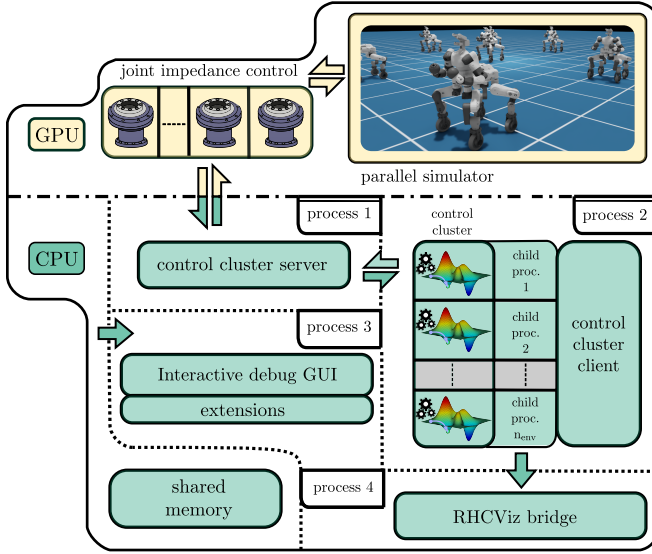 joint impedance control
GPU
parallel simulator
process 1
control
cluster
process 2
CPU
control cluster server
child
proc.
1
process 3
child
proc.
2
control
cluster
client
Interactive debug GUI
extensions
child
proc.
n_env
shared
memory
process 4
RHCViz bridge